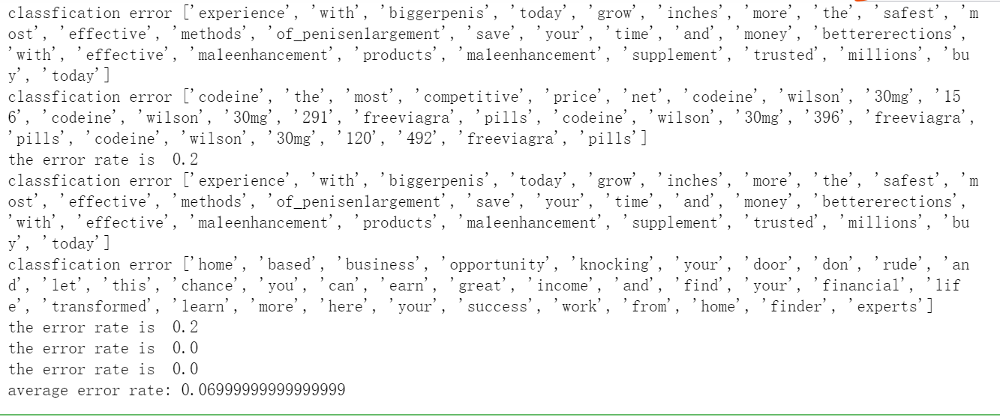 classfication error ['experience', 'with', 'biggerpenis', 'today', 'grow', 'inches', 'more', 'the', 'safest', 'm
ost', 'effective', 'methods', 'of_penisen1argement', 'save', 'your', 'time', 'and', 'money', 'bettererections',
'with', 'effective', 'maleenhancement', 'products', 'maleenhancement', 'supplement', 'trusted', 'millions', 'bu
y', 'today']
classfication error ['codeine', 'the', 'most', 'competitive', 'price', 'net', 'codeine', 'wilson', '30mg', '15
6', 'codeine', 'wilson', '30mg', '291', 'freeviagra', 'pills', 'codeine', 'wilson', '30mg', '396', 'freeviagra',
'pills', 'codeine', 'wilson', '30mg', '120', '492', 'freeviagra', 'pills']
the error rate is  0.2
classfication error ['experience', 'with', 'biggerpenis', 'today', 'grow', 'inches', 'more', 'the', 'safest', 'm
ost', 'effective', 'methods', 'of_penisen1argement', 'save', 'your', 'time', 'and', 'money', 'bettererections',
'with', 'effective', 'maleenhancement', 'products', 'maleenhancement', 'supplement', 'trusted', 'millions', 'bu
y', 'today']
classfication error ['home', 'based', 'business', 'opportunity', 'knocking', 'your', 'door', 'don', 'rude', 'an
d', 'let', 'this', 'chance', 'you', 'can', 'earn', 'great', 'income', 'and', 'find', 'your', 'financial', 'lif
e', 'transformed', 'learn', 'more', 'here', 'your', 'success', 'work', 'from', 'home', 'finder', 'experts']
the error rate is  0.2
the error rate is  0.0
the error rate is  0.0
average error rate: 0.06999999999999999